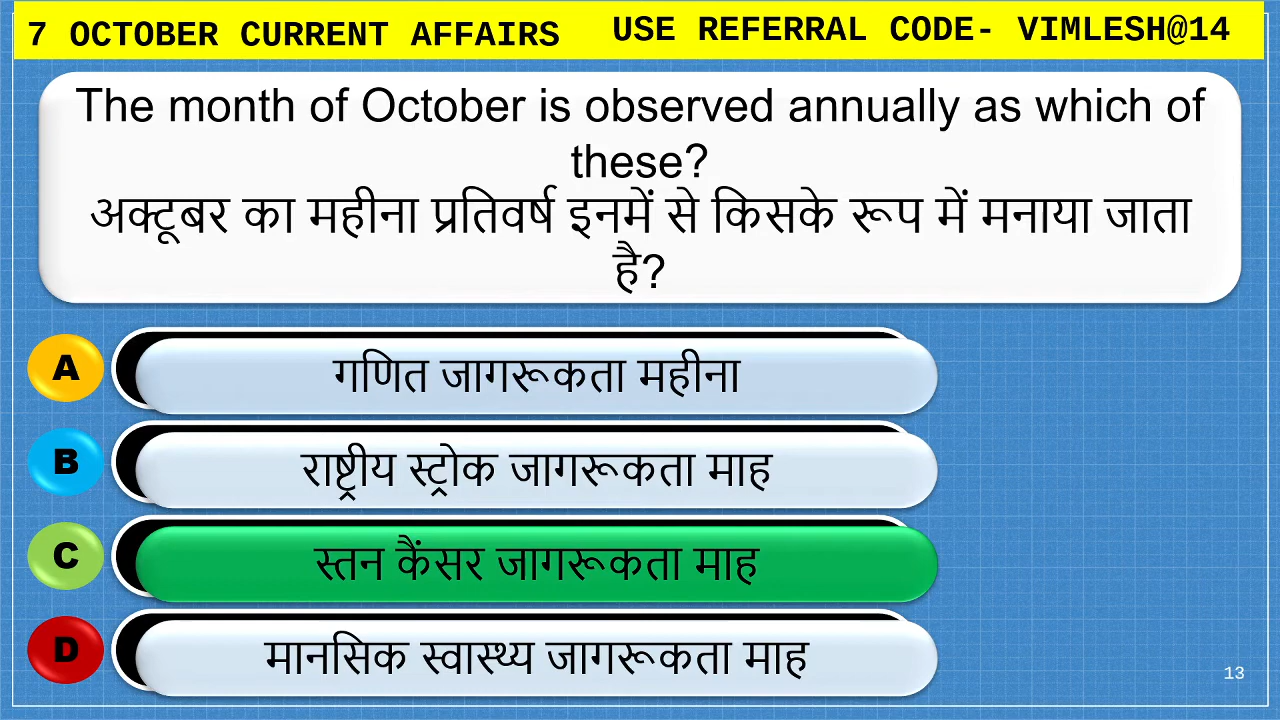 7 OCTOBER CURRENT AFFAIRS
USE REFERRAL CODE- VIMLESH@14
The month of October is observed annually as which of
these?
अक्टूबर का महीना प्रतिवर्ष इनमें से किसके रूप में मनाया जाता
है?
A
गणित जागरूकता महीना
B
राष्ट्रीय स्ट्रोक जागरूकता माह
C
स्तन कैंसर जागरूकता माह
D
मानसिक स्वास्थ्य जागरूकता माह
13